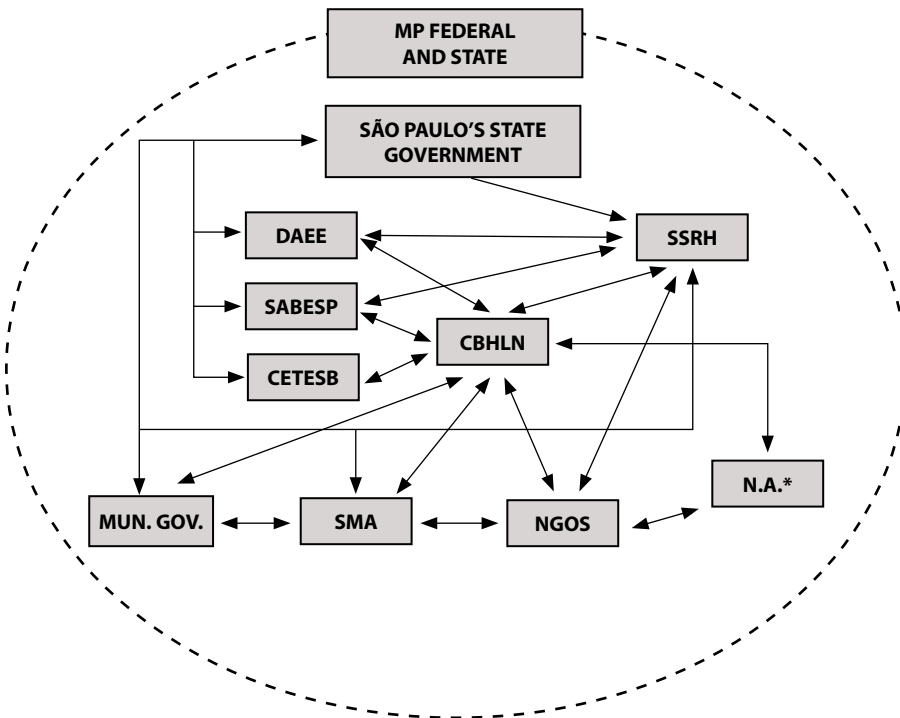 MP FEDERAL
AND STATE
SÃO PAULO'S STATE
GOVERNMENT
DAEE
SSRH
SABESP
CBHLN
CETESB
N.A.*
MUN. GOV.
SMA
NGOS